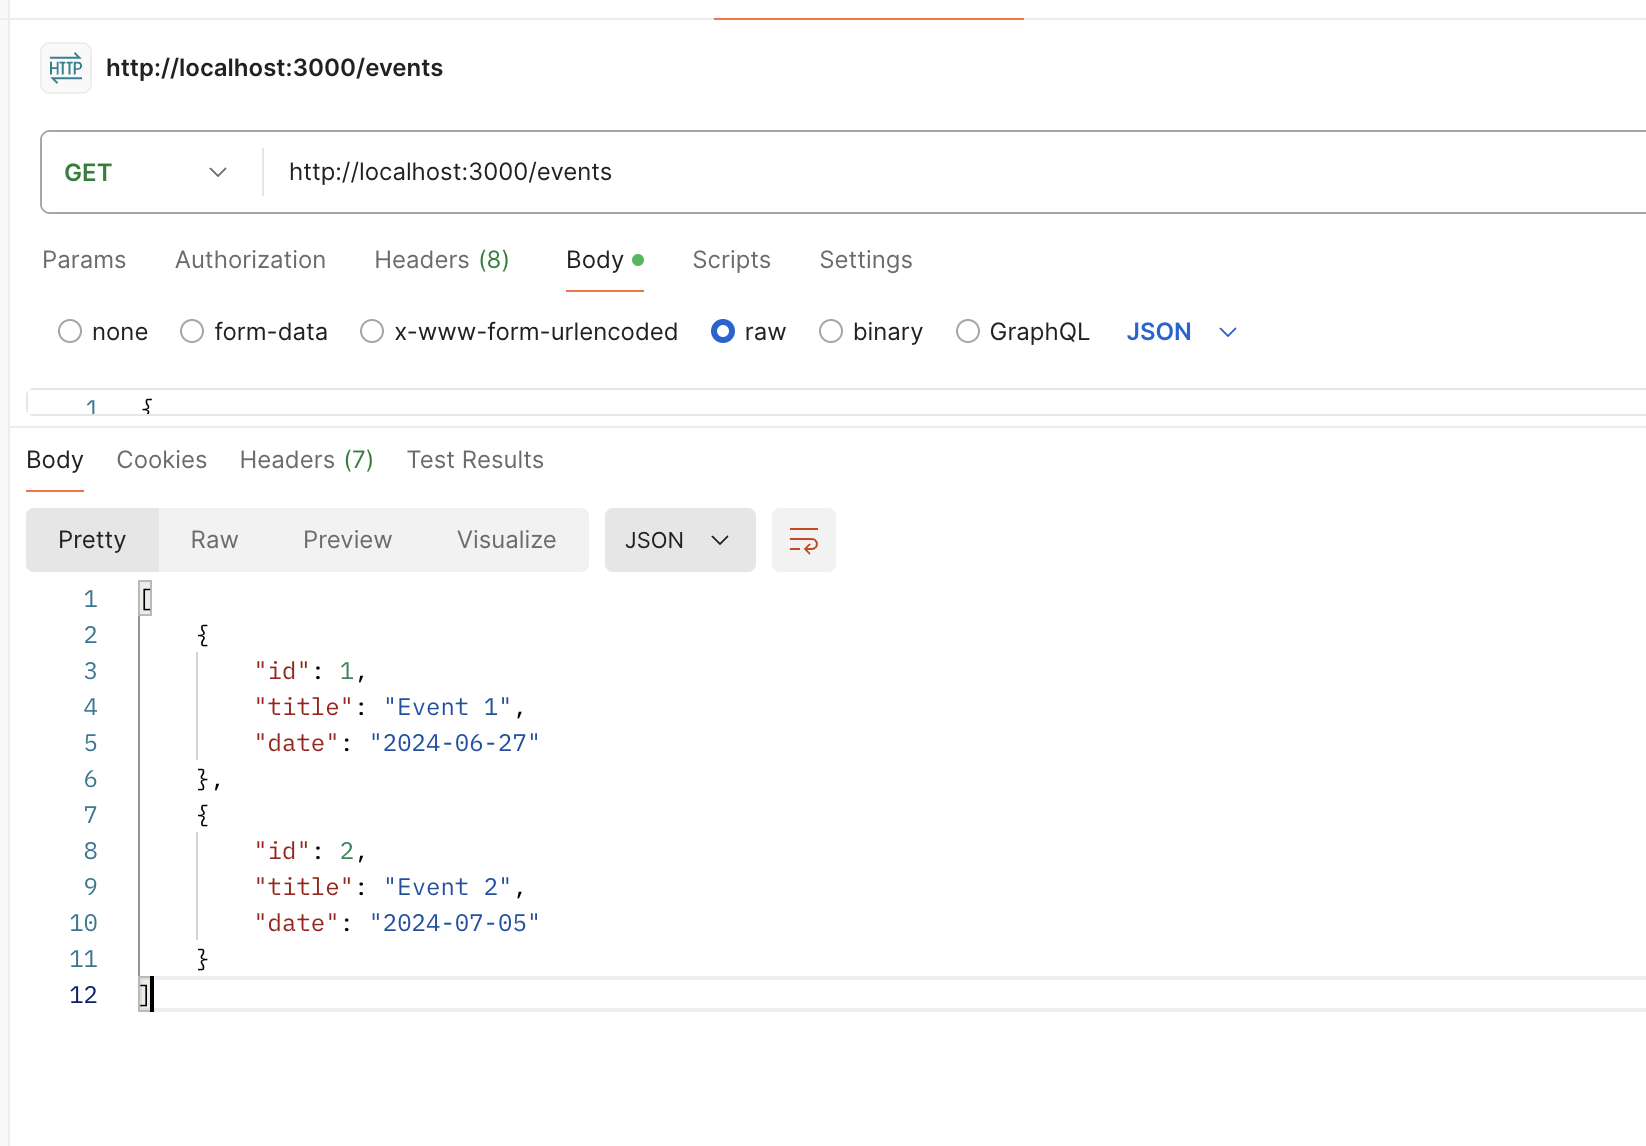 HTTP http://localhost:3000/events
GET http://localhost:3000/events
Params Authorization Headers (8) Body Scripts Settings
none form-data x-www-form-urlencoded raw binary GraphQL JSON
1 {
Body Cookies Headers (7) Test Results
Pretty Raw Preview Visualize JSON
1 [
2 {
3 "id": 1,
4 "title": "Event 1",
5 "date": "2024-06-27"
6 },
7 {
8 "id": 2,
9 "title": "Event 2",
10 "date": "2024-07-05"
11 }
12 ]